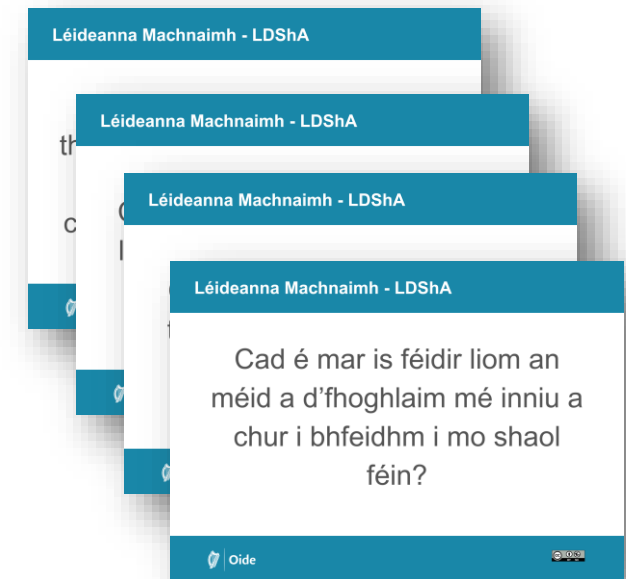 Léideanna Machnaimh - LDShA
Léideanna Machnaimh - LDShA
Léideanna Machnaimh - LDShA
Léideanna Machnaimh - LDShA
Cad é mar is féidir liom an
méid a d'fhoghlaim mé inniu a
chur i bhfeidhm i mo shaol
féin?
Oide